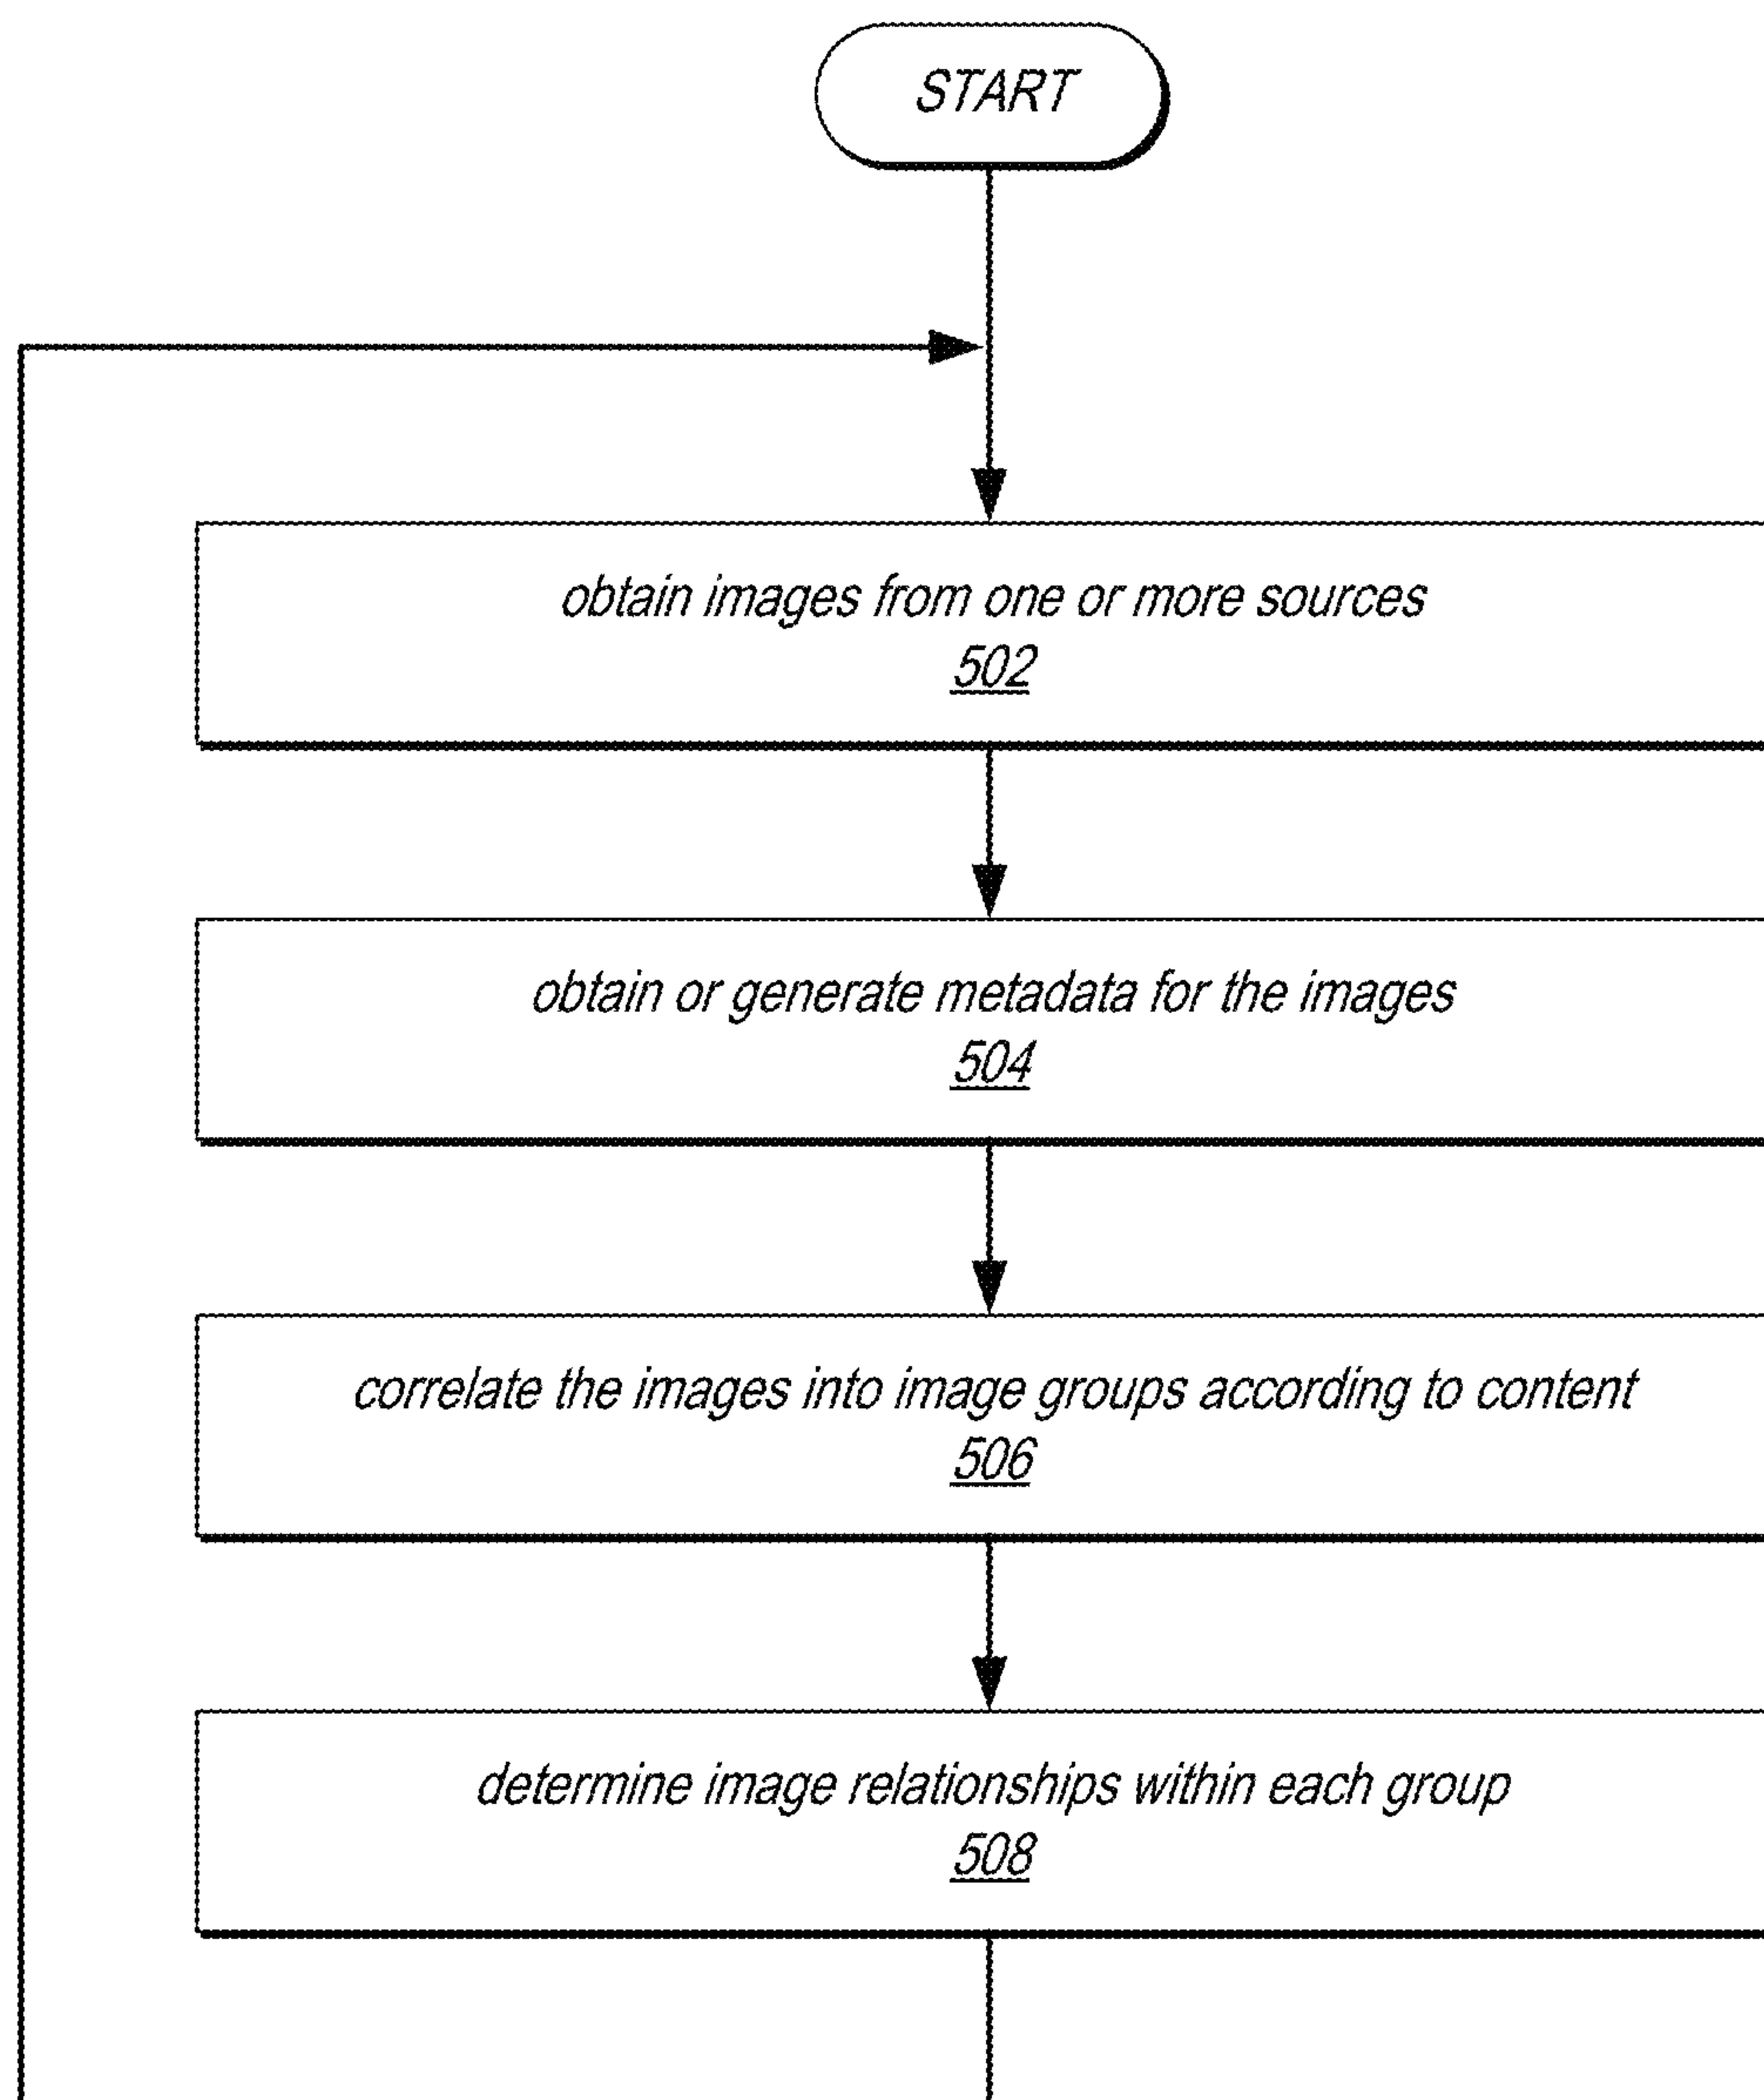 START
obtain images from one or more sources
502
obtain or generate metadata for the images
504
correlate the images into image groups according to content
506
determine image relationships within each group
508